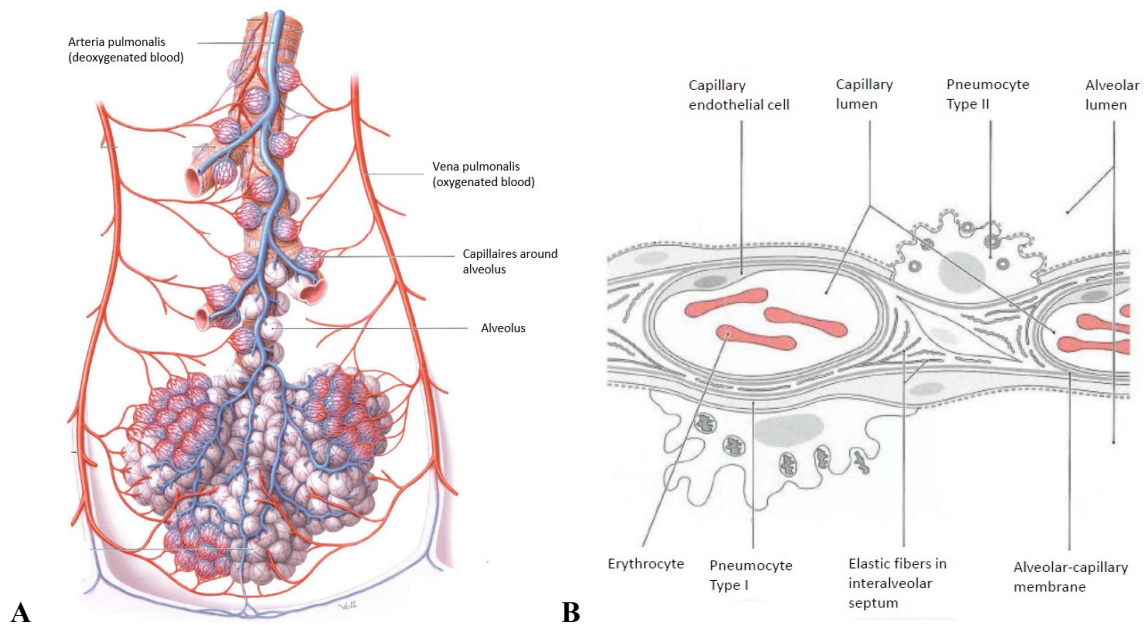 Arteria pulmonalis
(deoxygenated blood)
Vena pulmonalis
(oxygenated blood)
Capillaires around
alveolus
Alveolus
A
Capillary
endothelial cell
Capillary
lumen
Pneumocyte
Type II
Alveolar
lumen
Erythrocyte
Pneumocyte
Type I
Elastic fibers in
interalveolar
septum
Alveolar-capillary
membrane
B